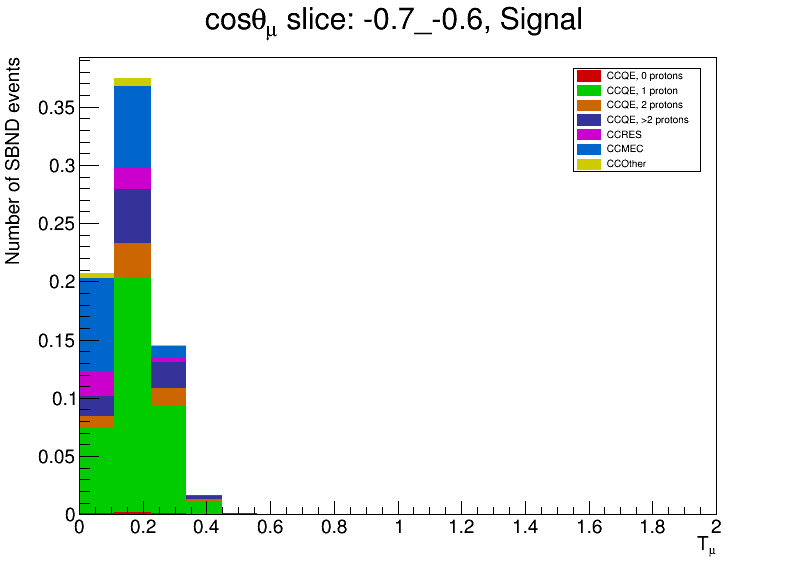 cosθμ slice: -0.7_-0.6, Signal
Number of SBND events
CCQE, 0 protons
CCQE, 1 proton
CCQE, 2 protons
CCQE, >2 protons
CCRES
CCMEC
CCOther
0.35
0.3
0.25
0.2
0.15
0.1
0.05
0
0 0.2 0.4 0.6 0.8 1 1.2 1.4 1.6 1.8 2
Tμ